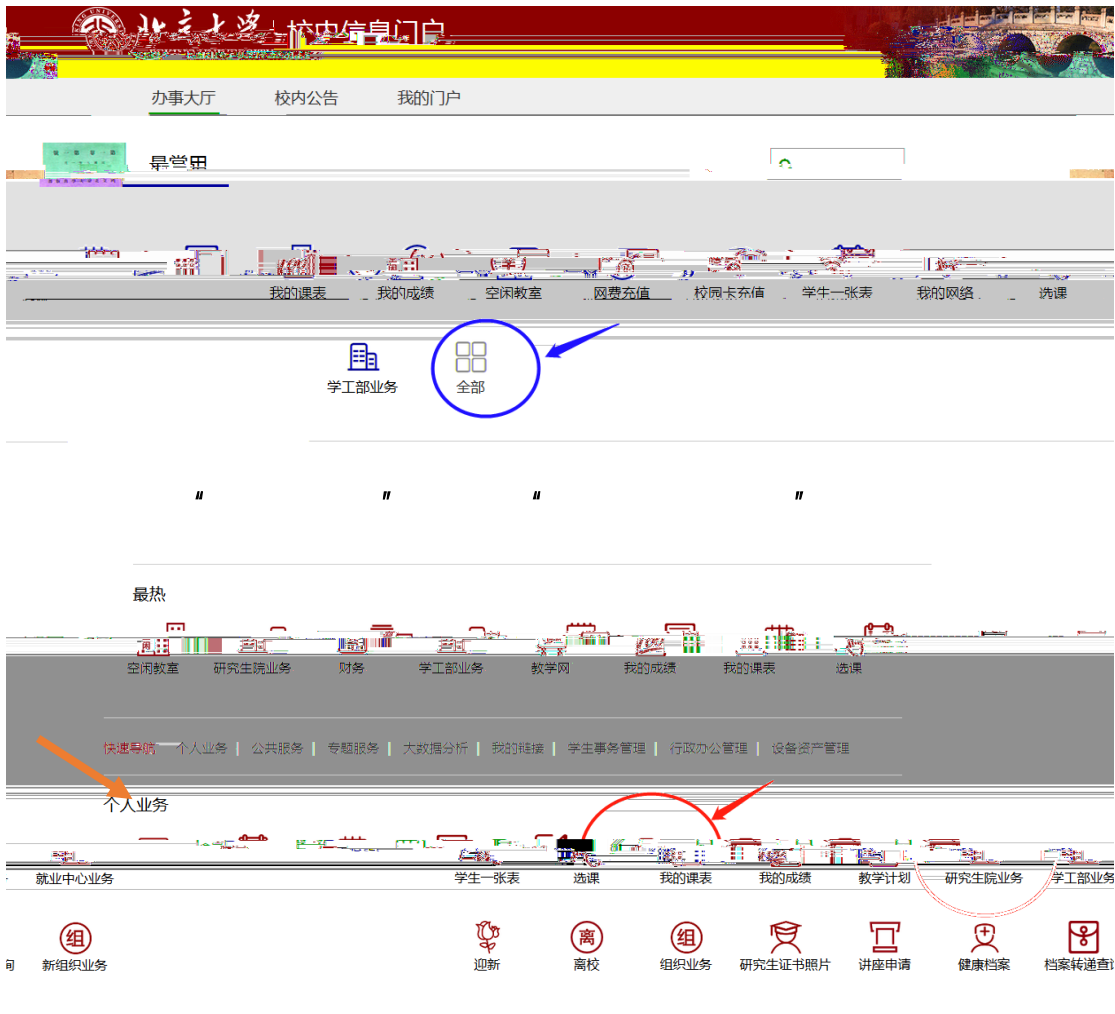 北京大学 校内信息门户
办事大厅 校内公告 我的门户
最常用
我的课表 我的成绩 空闲教室 网费充值 校园卡充值 学生一张表 我的网络 选课
学工部业务 全部
“ ” “ ”
最热
空闲教室 研究生院业务 财务 学工部业务 教学网 我的成绩 我的课表 选课
快速导航 个人业务 | 公共服务 | 专题服务 | 大数据分析 | 我的链接 | 学生事务管理 | 行政办公管理 | 设备资产管理
个人业务
就业中心业务 学生一张表 选课 我的课表 我的成绩 教学计划 研究生院业务 学工部业务
组 离 组
询 新组织业务 迎新 离校 组织业务 研究生证书照片 讲座申请 健康档案 档案转递查询